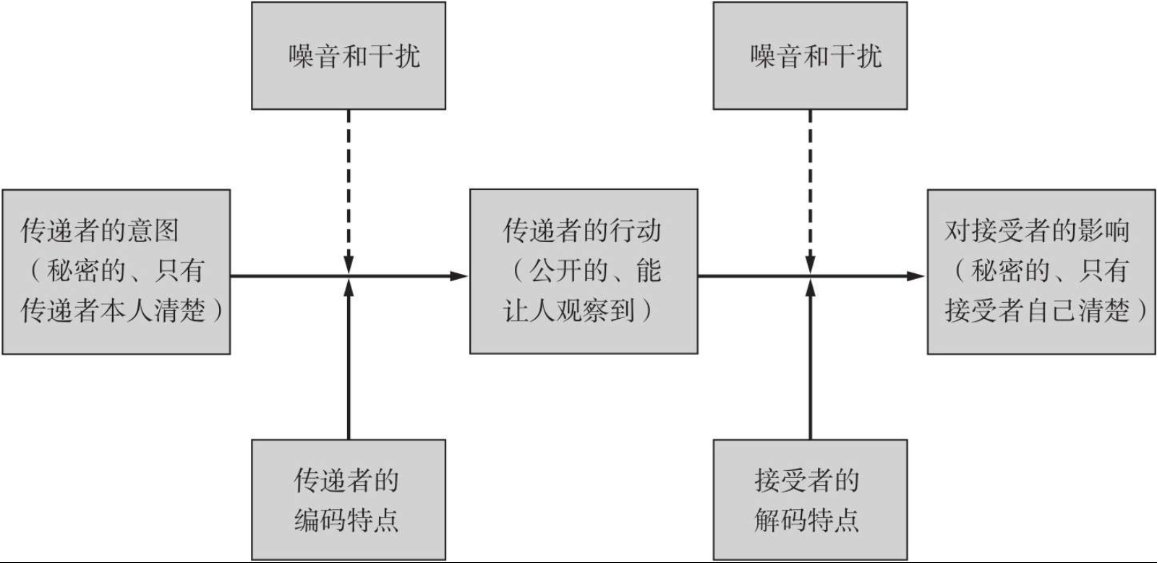 噪音和干扰
噪音和干扰
传递者的意图
（秘密的、只有
传递者本人清楚）
传递者的行动
（公开的、能
让人观察到）
对接受者的影响
（秘密的、只有
接受者自己清楚）
传递者的
编码特点
接受者的
解码特点